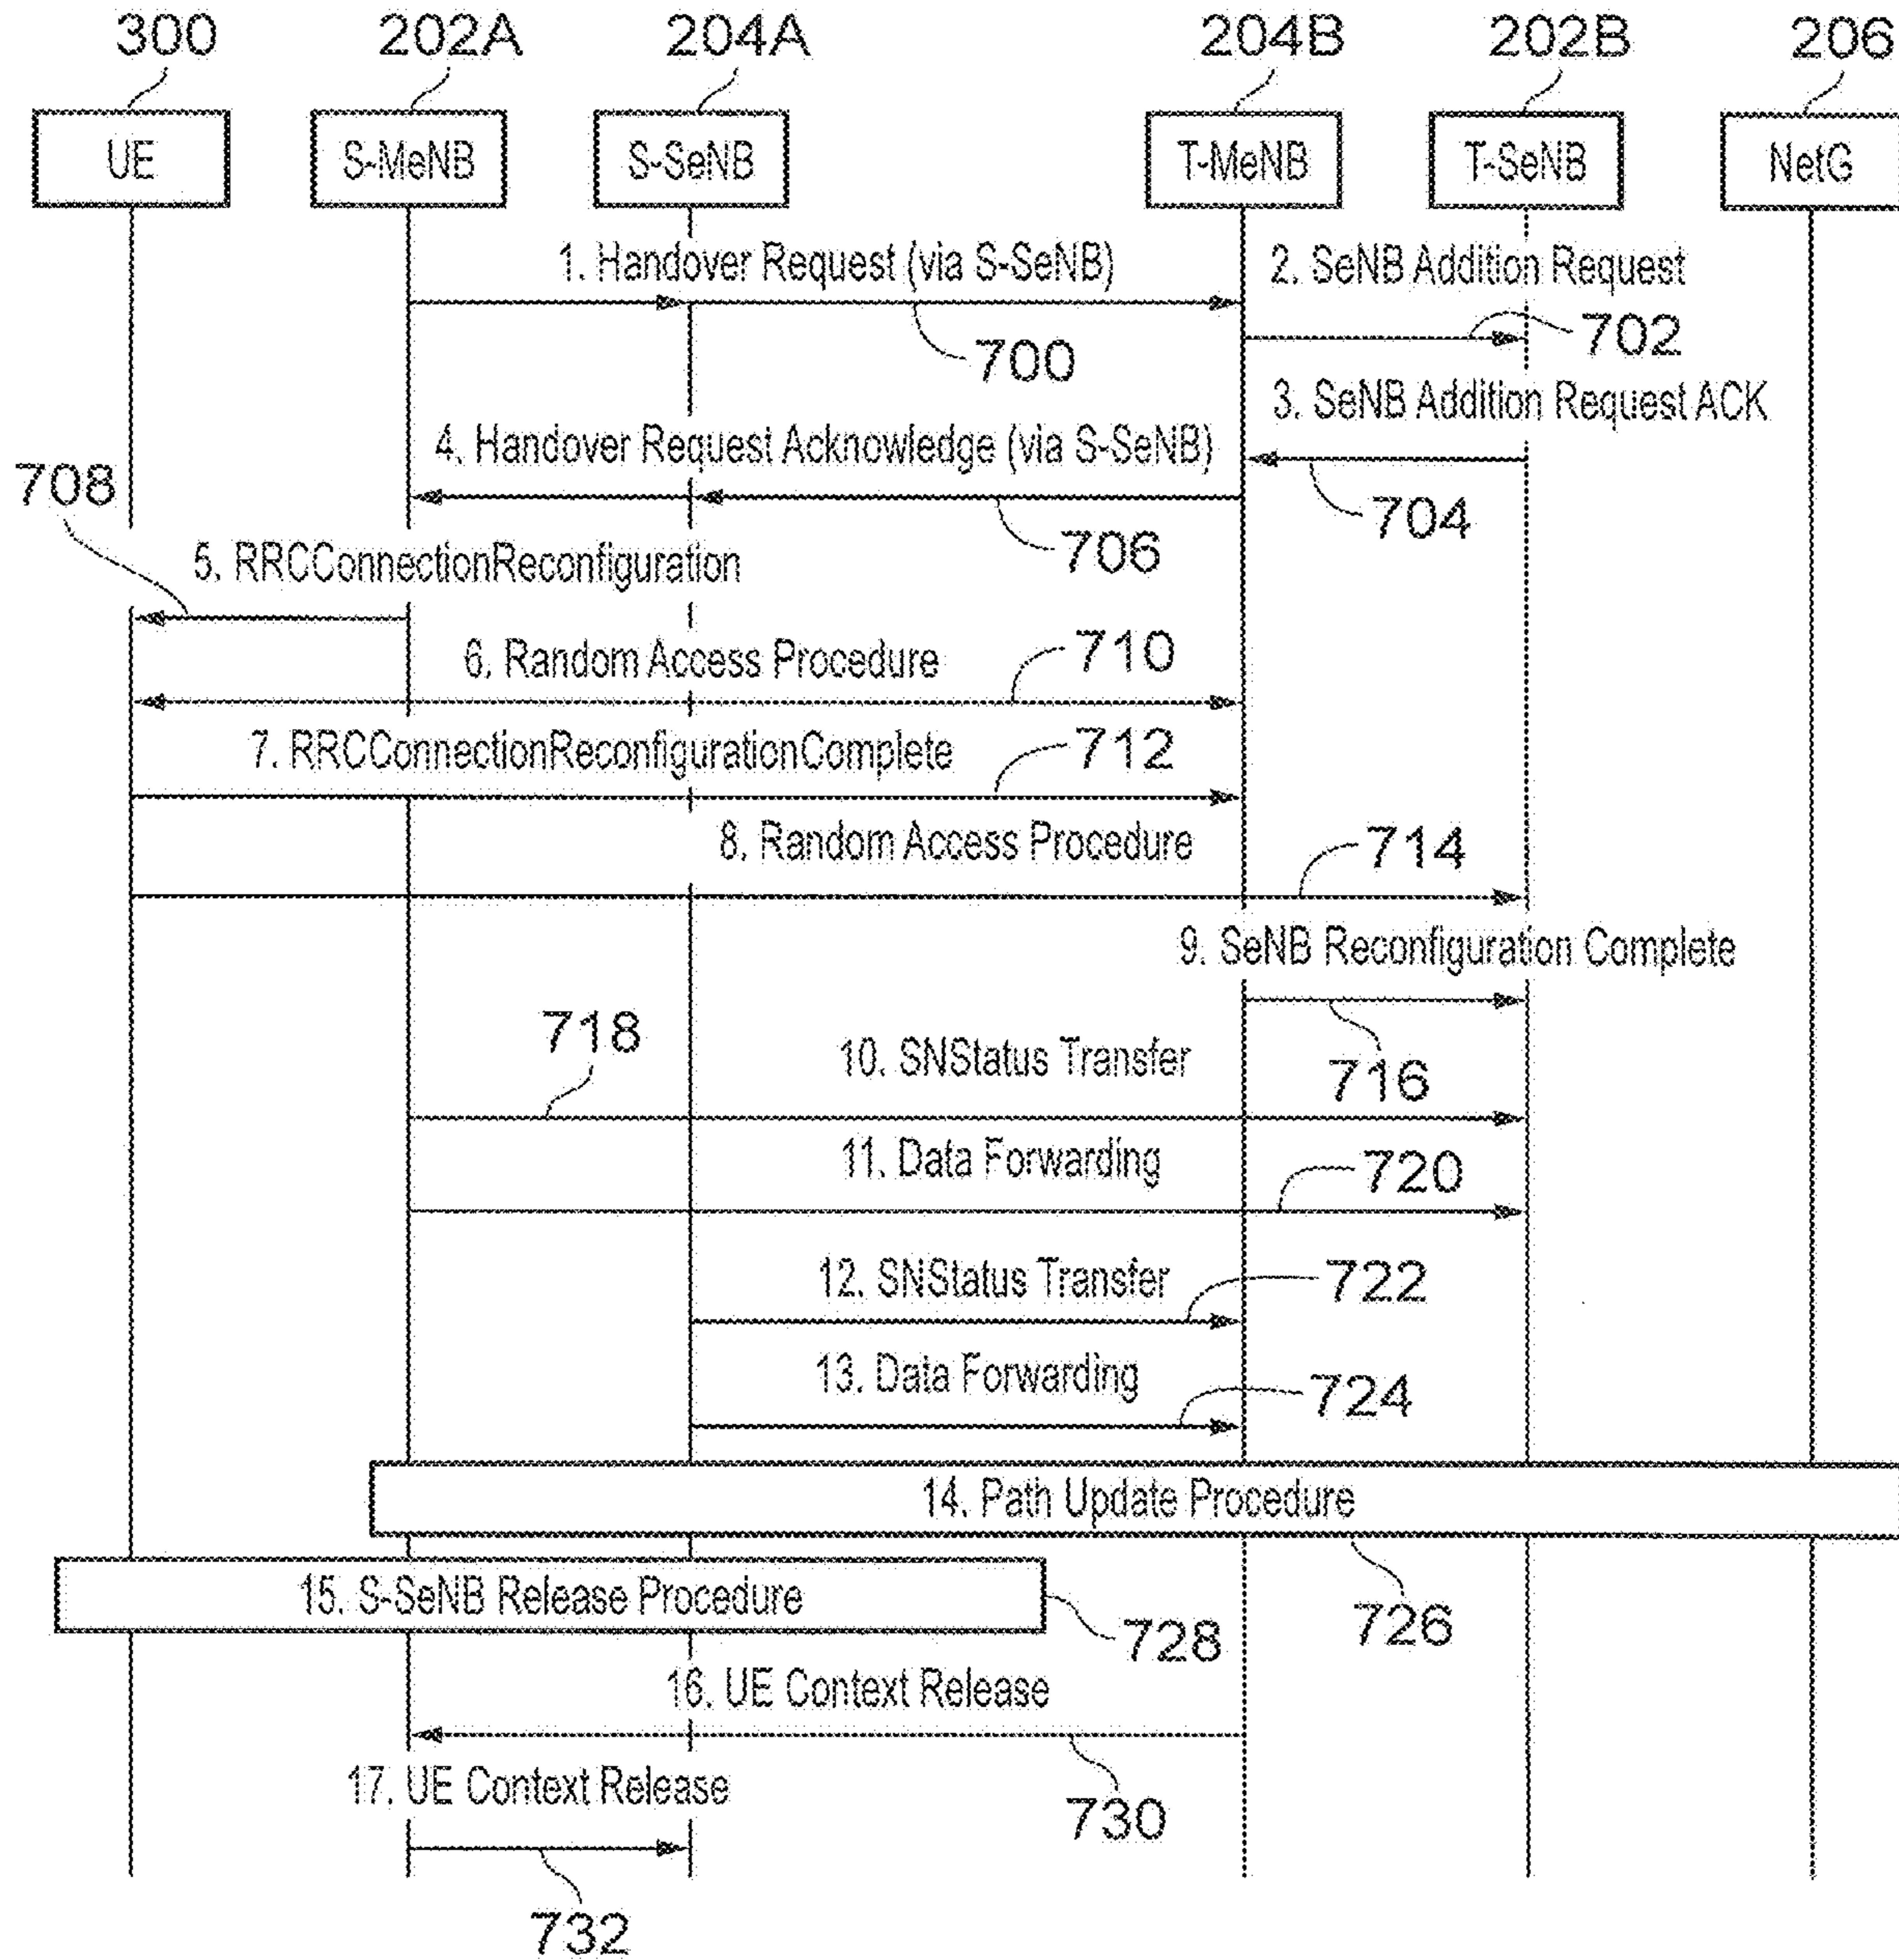 300 202A 204A 204B 202B 206
UE S-MeNB S-SeNB T-MeNB T-SeNB NetG
1. Handover Request (via S-SeNB)
2. SeNB Addition Request
700
702
3. SeNB Addition Request ACK
4. Handover Request Acknowledge (via S-SeNB)
708
704
706
5. RRCConnectionReconfiguration
6. Random Access Procedure
710
7. RRCConnectionReconfigurationComplete
712
8. Random Access Procedure
714
9. SeNB Reconfiguration Complete
718
10. SNStatus Transfer
716
11. Data Forwarding
720
12. SNStatus Transfer
722
13. Data Forwarding
724
14. Path Update Procedure
15. S-SeNB Release Procedure
728
726
16. UE Context Release
17. UE Context Release
730
732